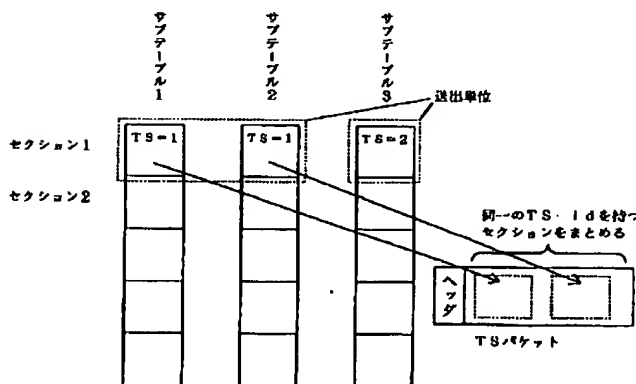 サブテーブル1
サブテーブル2
サブテーブル3
送出単位
セクション1
TS=1
TS=1
TS=2
セクション2
同一のTS・idを持つ
セクションをまとめる
ヘッダ
TSパケット